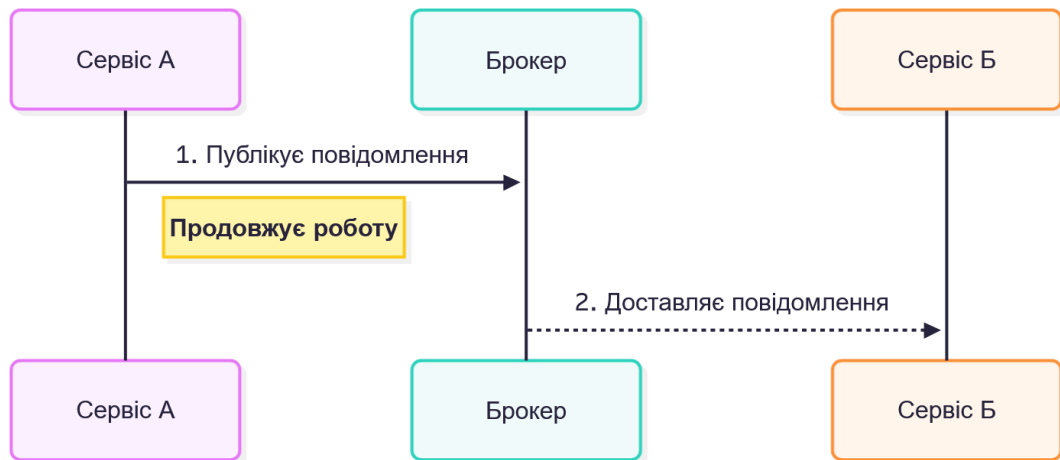 Сервіс А
Брокер
Сервіс Б
1. Публікує повідомлення
Продовжує роботу
2. Доставляє повідомлення
Сервіс А
Брокер
Сервіс Б